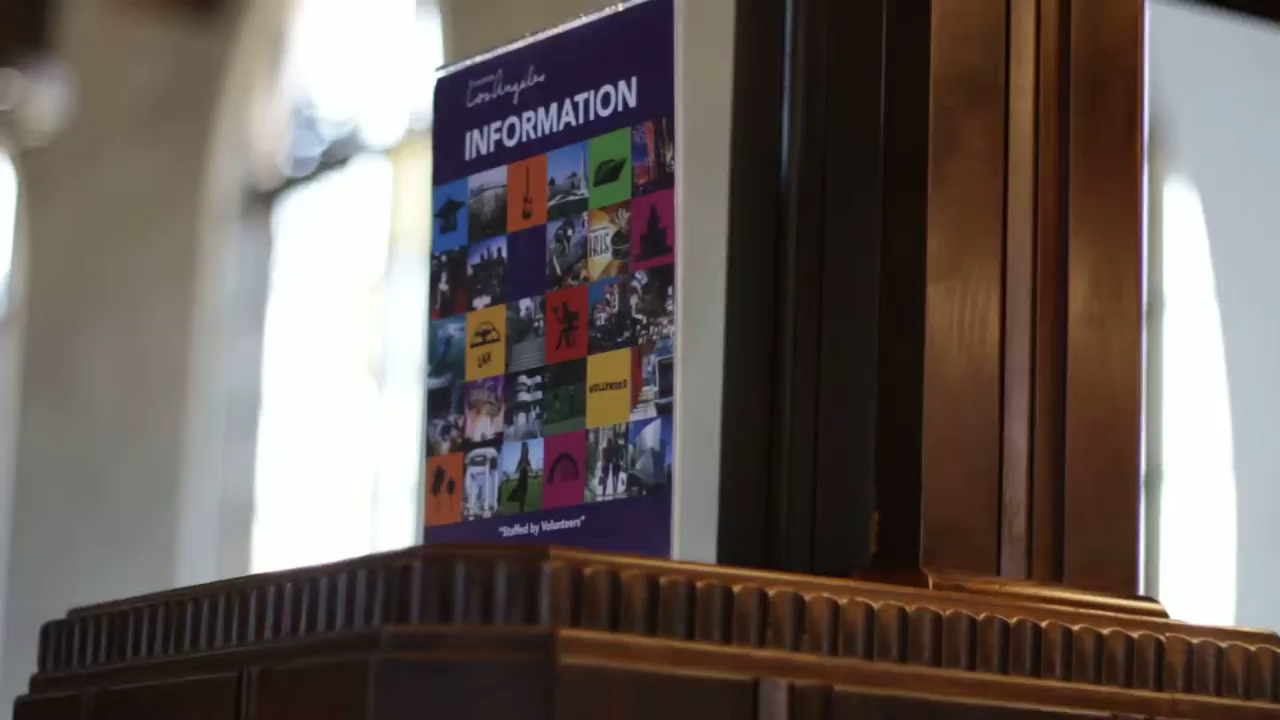 Los Angeles
INFORMATION
LAX
HOLLYWOOD
"Staffed by Volunteers"